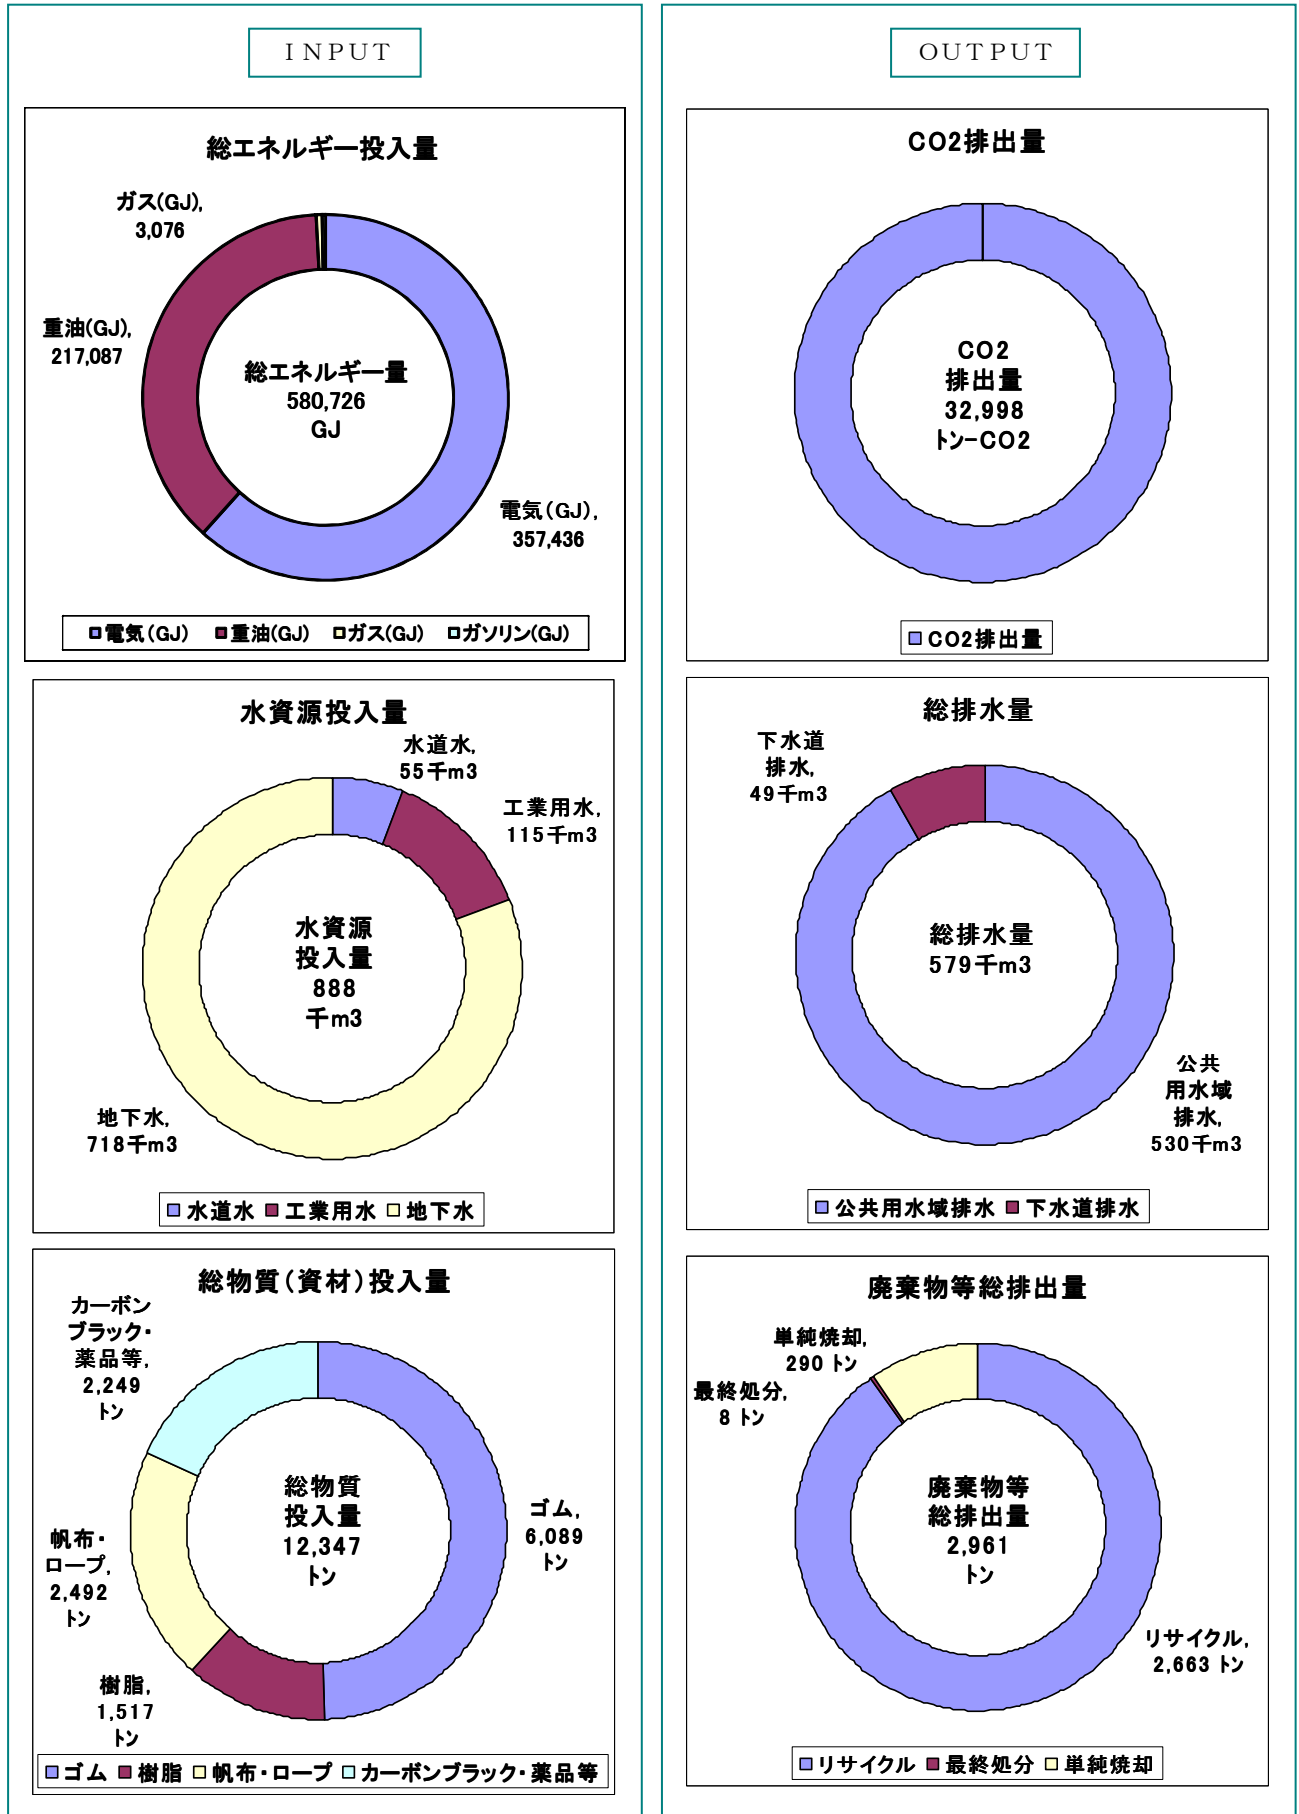 ＩＮＰＵＴ
総エネルギー投入量
ガス(GJ),
3,076
重油(GJ),
217,087
総エネルギー量
580,726
GJ
電気(GJ),
357,436
電気(GJ) 重油(GJ) ガス(GJ) ガソリン(GJ)
水資源投入量
水道水,
55千m3
工業用水,
115千m3
水資源
投入量
888
千m3
地下水,
718千m3
水道水 工業用水 地下水
総物質(資材)投入量
カーボン
ブラック・
薬品等,
2,249
トン
総物質
投入量
12,347
トン
ゴム,
6,089
トン
帆布・
ロープ,
2,492
トン
樹脂,
1,517
トン
ゴム 樹脂 帆布・ロープ カーボンブラック・薬品等
ＯＵＴＰＵＴ
CO2排出量
CO2
排出量
32,998
トン-CO2
CO2排出量
総排水量
下水道
排水,
49千m3
総排水量
579千m3
公共
用水域
排水,
530千m3
公共用水域排水 下水道排水
廃棄物等総排出量
単純焼却,
290 トン
最終処分,
8 トン
廃棄物等
総排出量
2,961
トン
リサイクル,
2,663 トン
リサイクル 最終処分 単純焼却